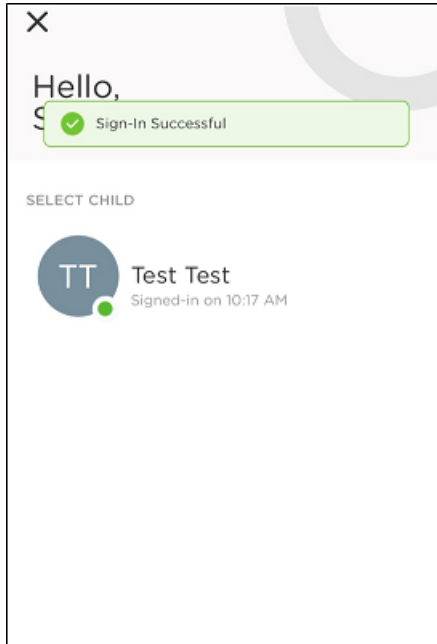 Hello,
Sign-In Successful
SELECT CHILD
TT
Test Test
Signed-in on 10:17 AM